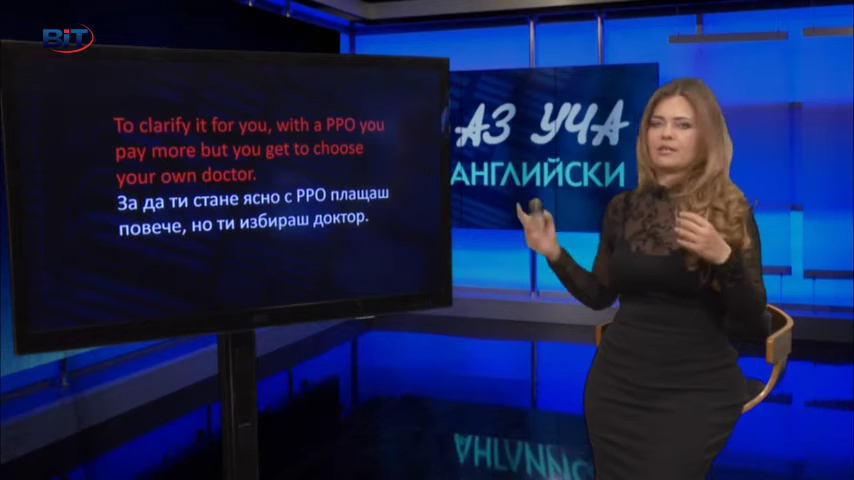 BiT
To clarify it for you, with a PPO you
pay more but you get to choose
your own doctor.
За да ти стане ясно с PPO плащаш
повече, но ти избираш доктор.
АЗ УЧА
АНГЛИЙСКИ